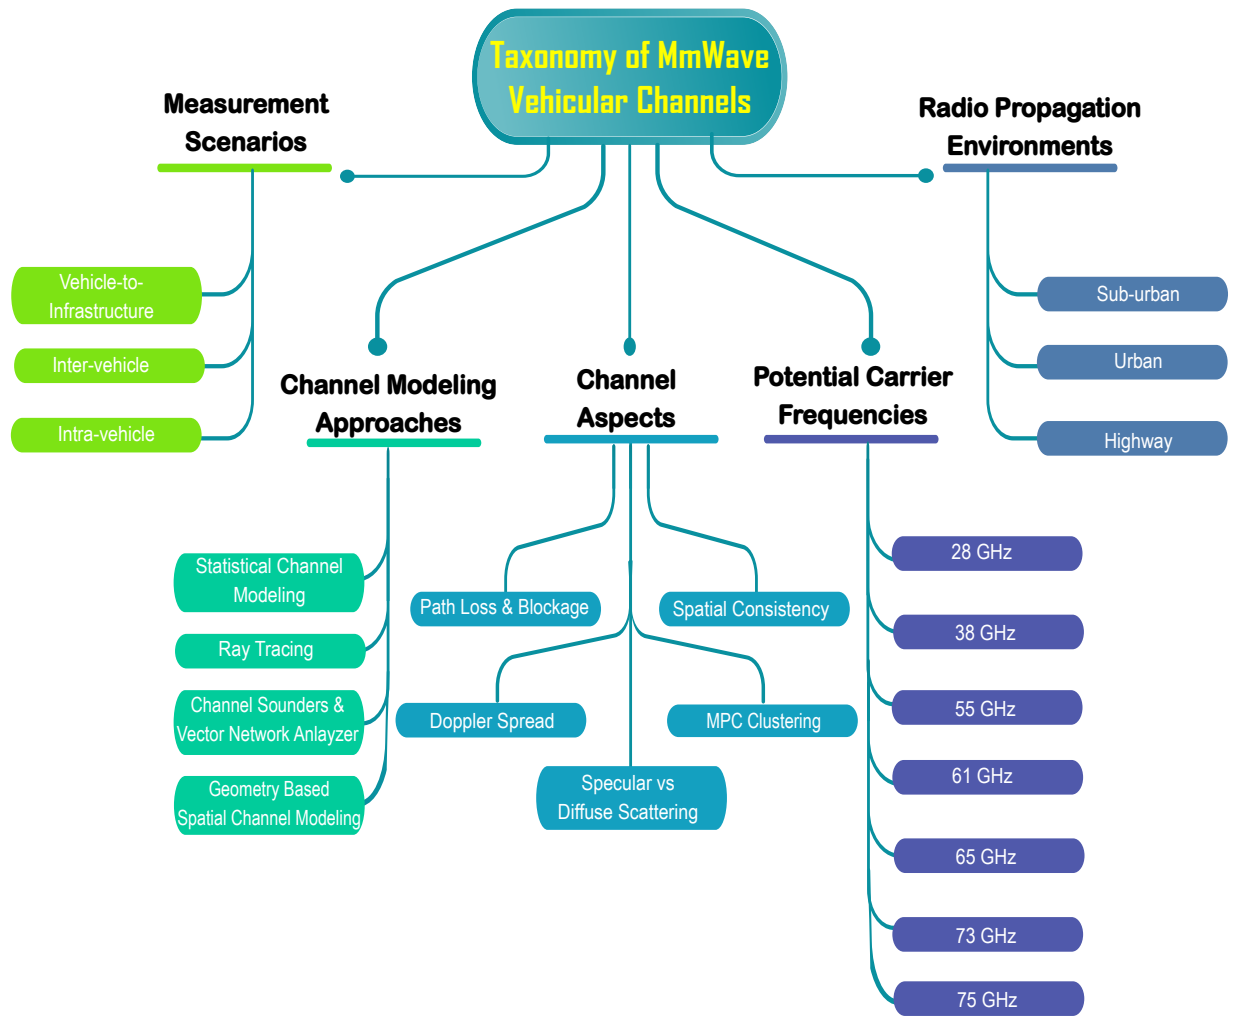 Taxonomy of MmWave
Vehicular Channels
Measurement
Scenarios
Vehicle-to-
Infrastructure
Inter-vehicle
Intra-vehicle
Channel Modeling
Approaches
Statistical Channel
Modeling
Ray Tracing
Channel Sounders &
Vector Network Anlayzer
Geometry Based
Spatial Channel Modeling
Channel
Aspects
Path Loss & Blockage
Spatial Consistency
Doppler Spread
MPC Clustering
Specular vs
Diffuse Scattering
Potential Carrier
Frequencies
28 GHz
38 GHz
55 GHz
61 GHz
65 GHz
73 GHz
75 GHz
Radio Propagation
Environments
Sub-urban
Urban
Highway